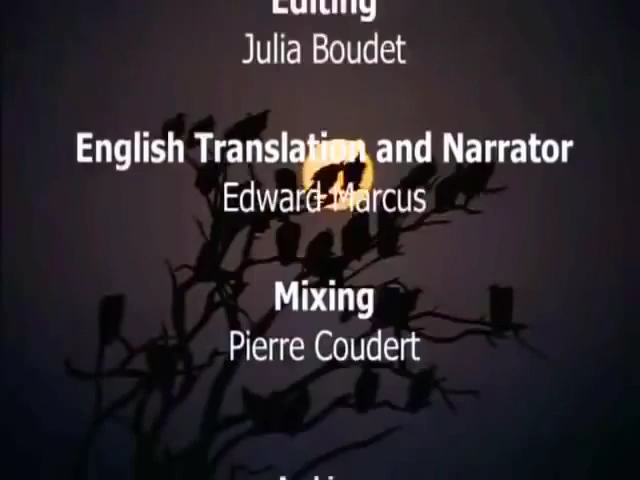 Editing
Julia Boudet
English Translation and Narrator
Edward Marcus
Mixing
Pierre Coudert